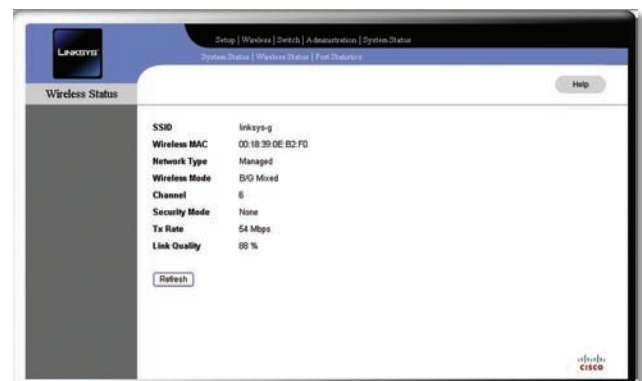 LINKSYS
Setup | Wireless | Switch | Administration | System Status
System Status | Wireless Status | Port Statistics
Wireless Status
Help
SSID linksys-g
Wireless MAC 00:18:39:0E:B2:F0
Network Type Managed
Wireless Mode B/G Mixed
Channel 6
Security Mode None
Tx Rate 54 Mbps
Link Quality 88 %
Refresh
CISCO